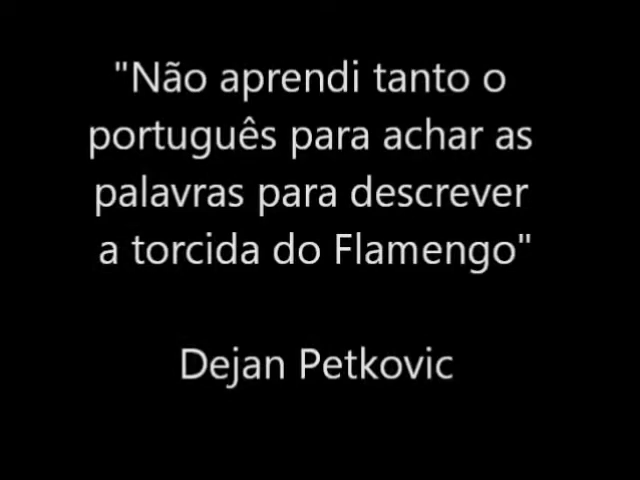 "Não aprendi tanto o
português para achar as
palavras para descrever
a torcida do Flamengo"
Dejan Petkovic